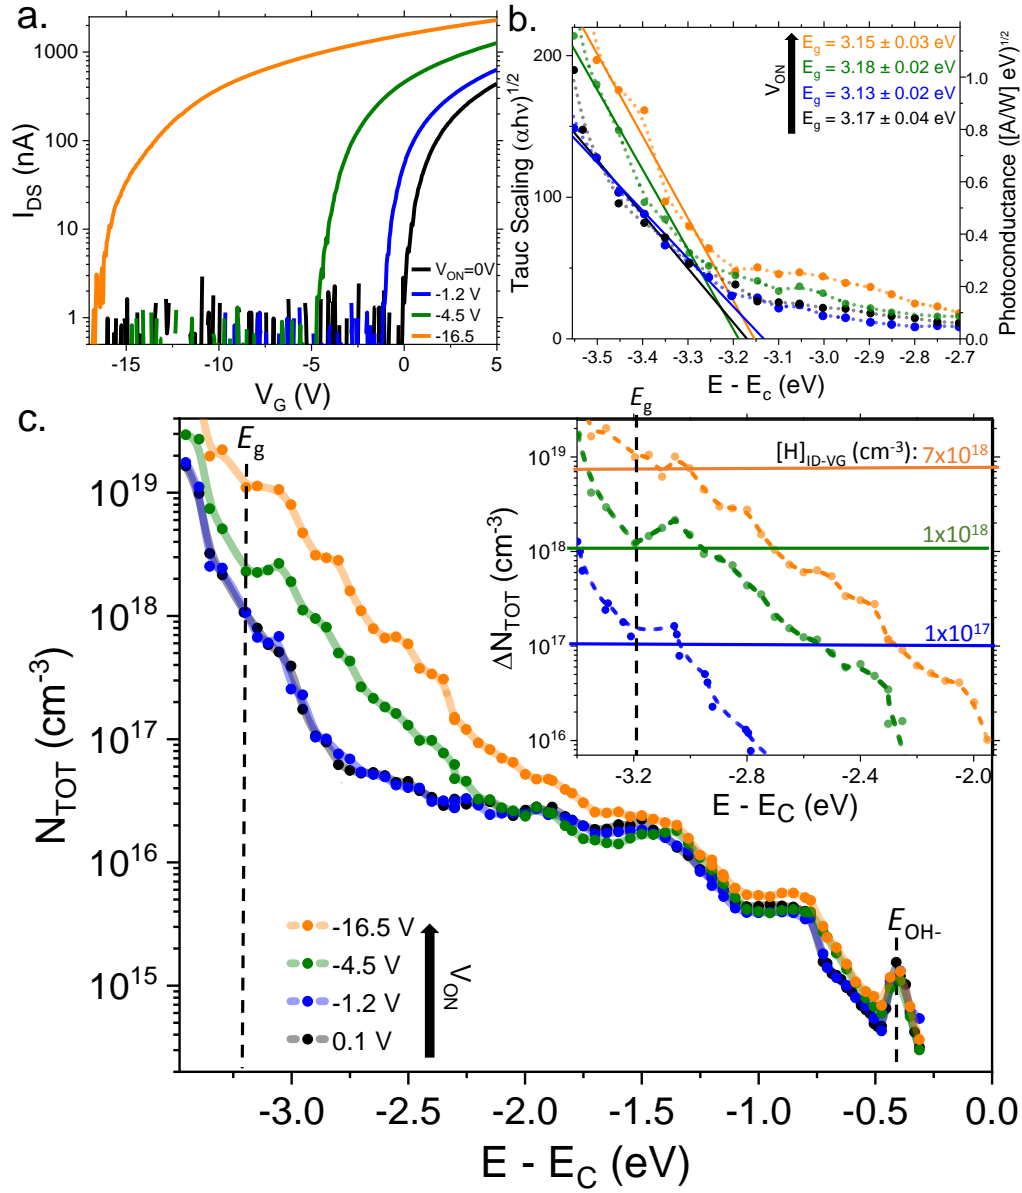 a.
1000
100
10
1
I_DS (nA)
-15
-10
-5
0
5
V_G (V)
V_ON=0V
-1.2 V
-4.5 V
-16.5
b.
200
100
0
Tauc Scaling (αhν)^1/2
E_g = 3.15 ± 0.03 eV
E_g = 3.18 ± 0.02 eV
E_g = 3.13 ± 0.02 eV
E_g = 3.17 ± 0.04 eV
V_ON
1.0
0.8
0.6
0.4
0.2
0.0
Photoconductance ([A/W] eV)^1/2
-3.5
-3.4
-3.3
-3.2
-3.1
-3.0
-2.9
-2.8
-2.7
E - E_c (eV)
c.
E_g
10^19
10^18
10^17
10^16
10^15
N_TOT (cm^-3)
-3.0
-2.5
-2.0
-1.5
-1.0
-0.5
0.0
E - E_C (eV)
-16.5 V
-4.5 V
-1.2 V
0.1 V
V_ON
E_OH-
E_g
[H]_ID-VG (cm^-3): 7x10^18
1x10^18
1x10^17
10^19
10^18
10^17
10^16
ΔN_TOT (cm^-3)
-3.2
-2.8
-2.4
-2.0
E - E_C (eV)